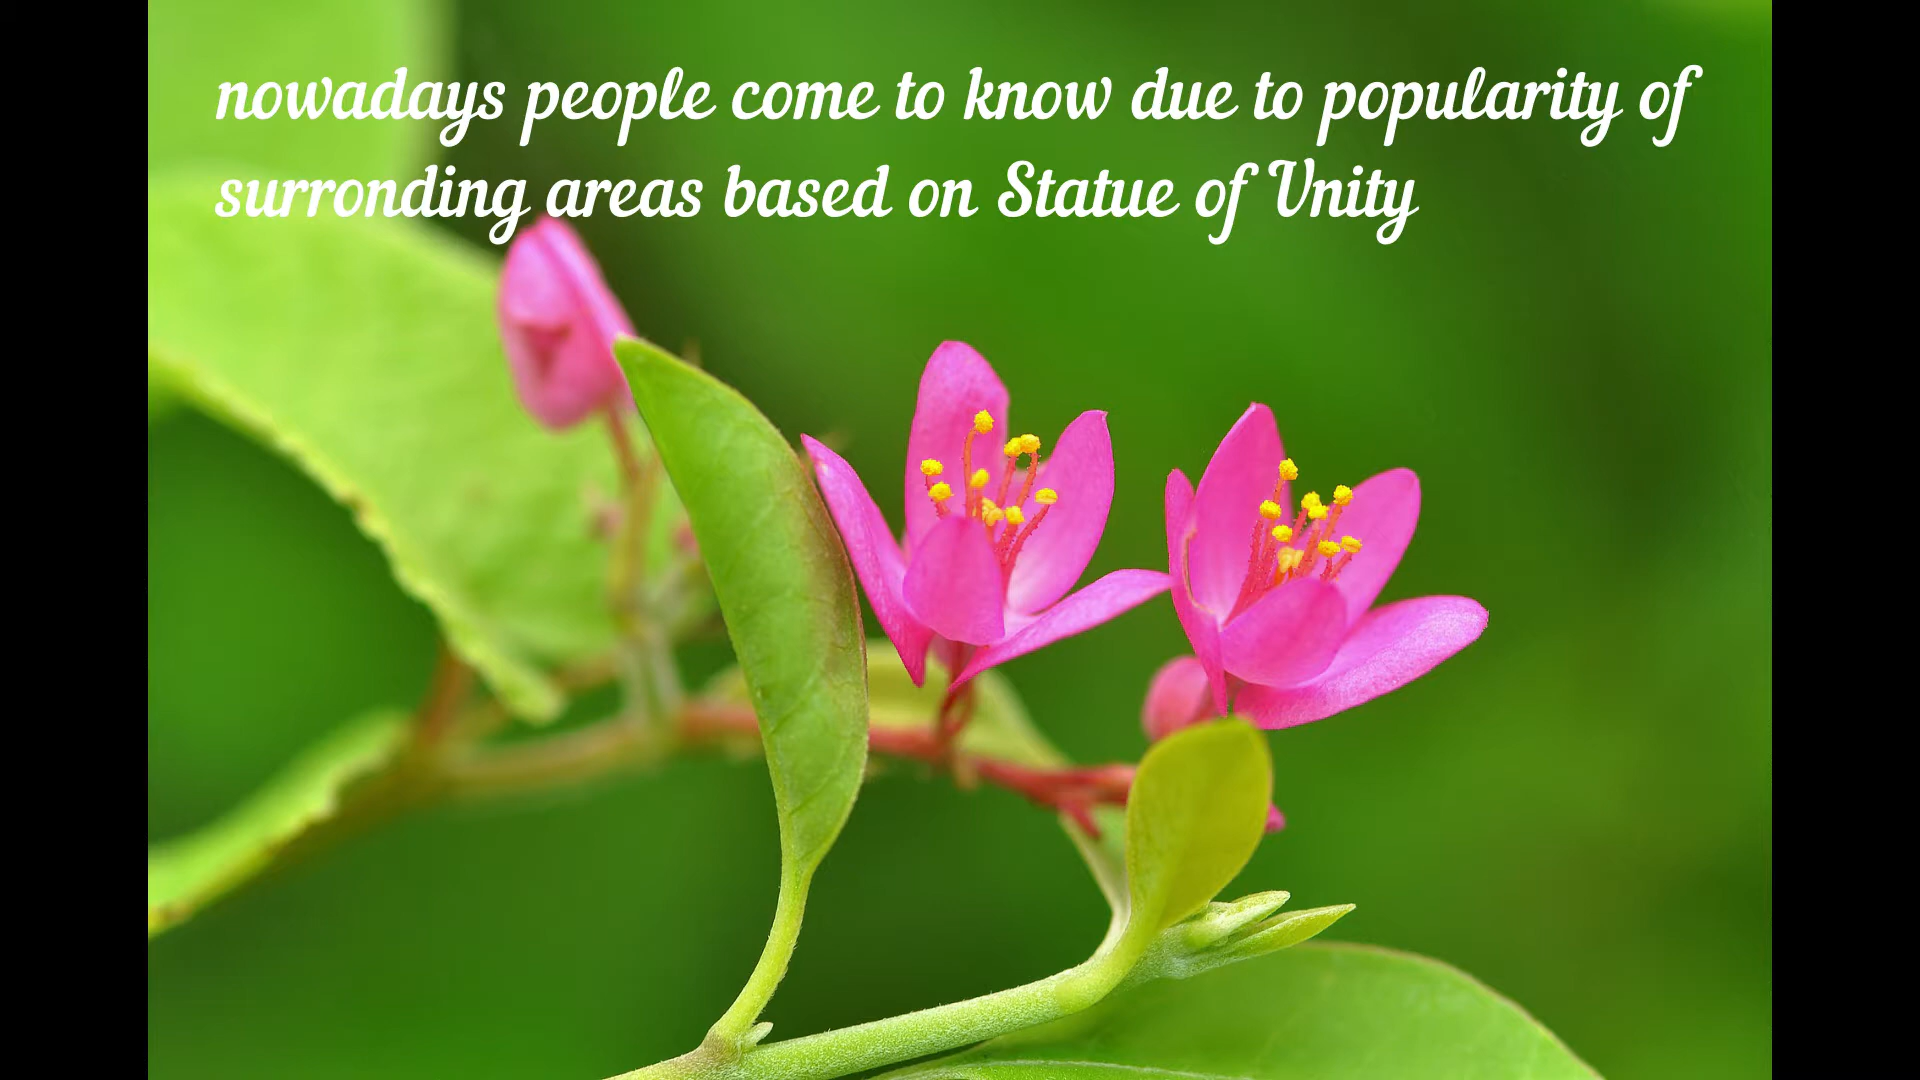 nowadays people come to know due to popularity of
surronding areas based on Statue of Unity